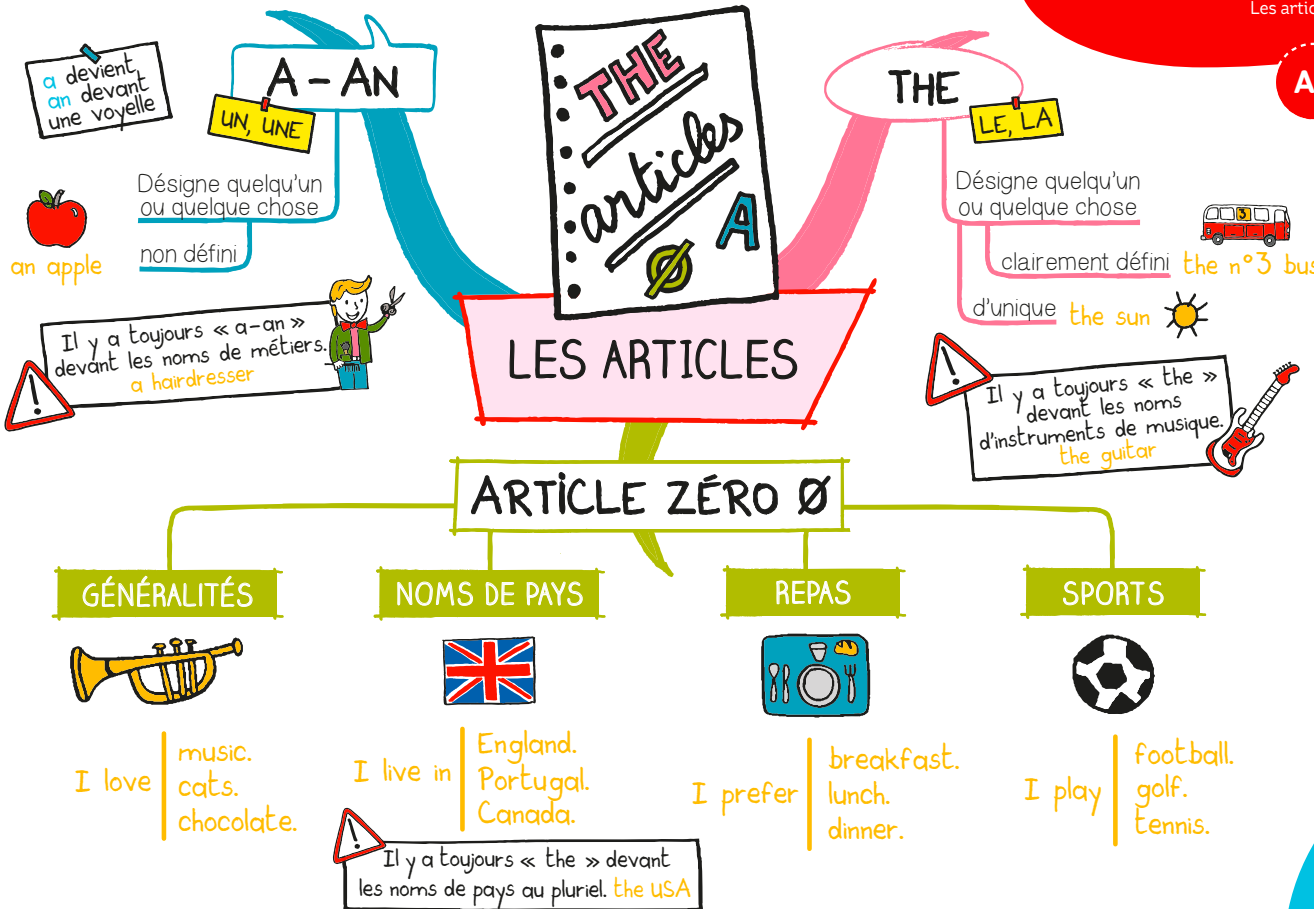 Les artic
A
a devient
an devant
une voyelle
A - AN
UN, UNE
Désigne quelqu'un
ou quelque chose
non défini
an apple
Il y a toujours « a-an »
devant les noms de métiers.
a hairdresser
THE
articles
Ø A
LES ARTICLES
THE
LE, LA
Désigne quelqu'un
ou quelque chose
clairement défini the n°3 bus
3
d'unique the sun
Il y a toujours « the »
devant les noms
d'instruments de musique.
the guitar
ARTICLE ZÉRO Ø
GÉNÉRALITÉS
I love
music.
cats.
chocolate.
NOMS DE PAYS
I live in
England.
Portugal.
Canada.
Il y a toujours « the » devant
les noms de pays au pluriel. the USA
REPAS
I prefer
breakfast.
lunch.
dinner.
SPORTS
I play
football.
golf.
tennis.